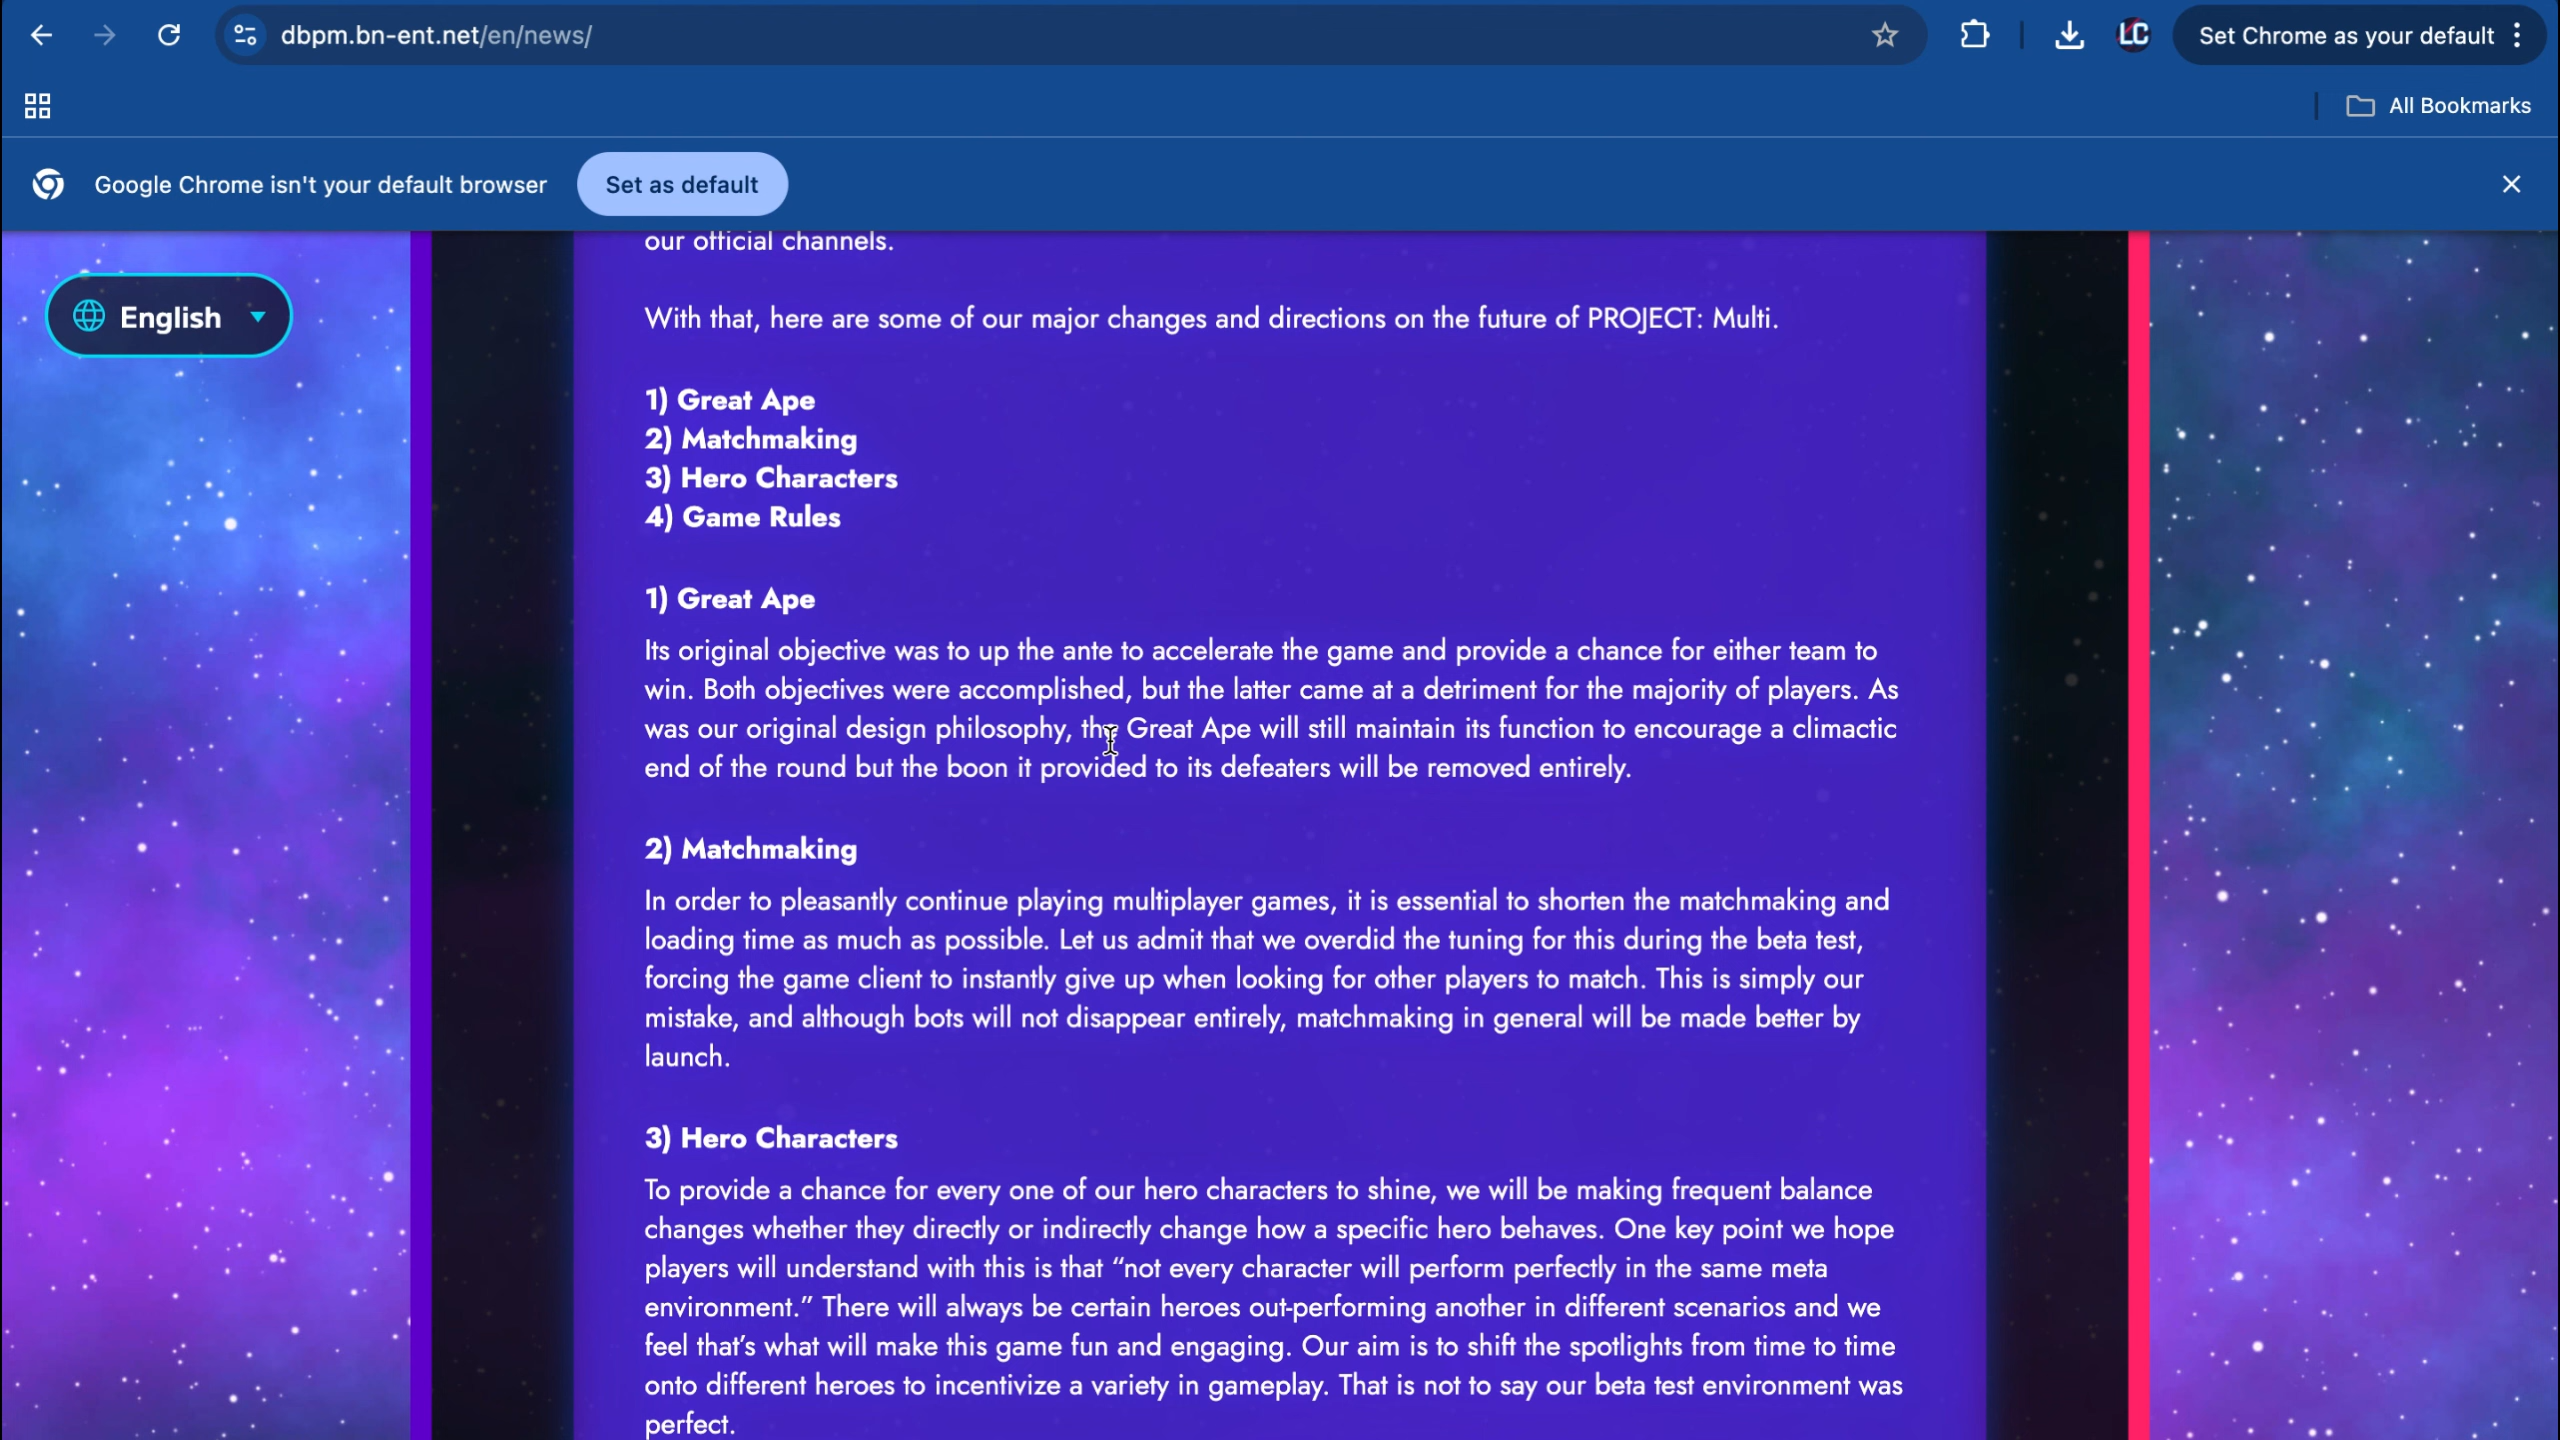 dbpm.bn-ent.net/en/news/
LC
Set Chrome as your default
All Bookmarks
Google Chrome isn't your default browser
Set as default
English
our official channels.
With that, here are some of our major changes and directions on the future of PROJECT: Multi.
1) Great Ape
2) Matchmaking
3) Hero Characters
4) Game Rules
1) Great Ape
Its original objective was to up the ante to accelerate the game and provide a chance for either team to
win. Both objectives were accomplished, but the latter came at a detriment for the majority of players. As
was our original design philosophy, the Great Ape will still maintain its function to encourage a climactic
end of the round but the boon it provided to its defeaters will be removed entirely.
2) Matchmaking
In order to pleasantly continue playing multiplayer games, it is essential to shorten the matchmaking and
loading time as much as possible. Let us admit that we overdid the tuning for this during the beta test,
forcing the game client to instantly give up when looking for other players to match. This is simply our
mistake, and although bots will not disappear entirely, matchmaking in general will be made better by
launch.
3) Hero Characters
To provide a chance for every one of our hero characters to shine, we will be making frequent balance
changes whether they directly or indirectly change how a specific hero behaves. One key point we hope
players will understand with this is that “not every character will perform perfectly in the same meta
environment.” There will always be certain heroes out-performing another in different scenarios and we
feel that’s what will make this game fun and engaging. Our aim is to shift the spotlights from time to time
onto different heroes to incentivize a variety in gameplay. That is not to say our beta test environment was
perfect.